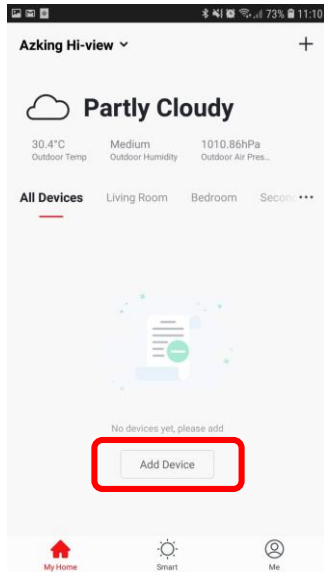 73% 11:10
Azking Hi-view
Partly Cloudy
30.4°C Medium 1010.86hPa
Outdoor Temp Outdoor Humidity Outdoor Air Pres...
All Devices Living Room Bedroom Secon
No devices yet, please add
Add Device
My Home Smart Me